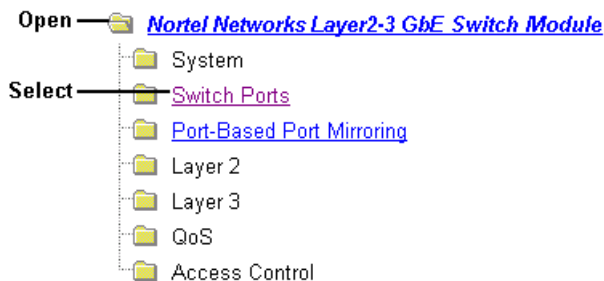 Open Nortel Networks Layer2-3 GbE Switch Module
System
Select Switch Ports
Port-Based Port Mirroring
Layer 2
Layer 3
QoS
Access Control